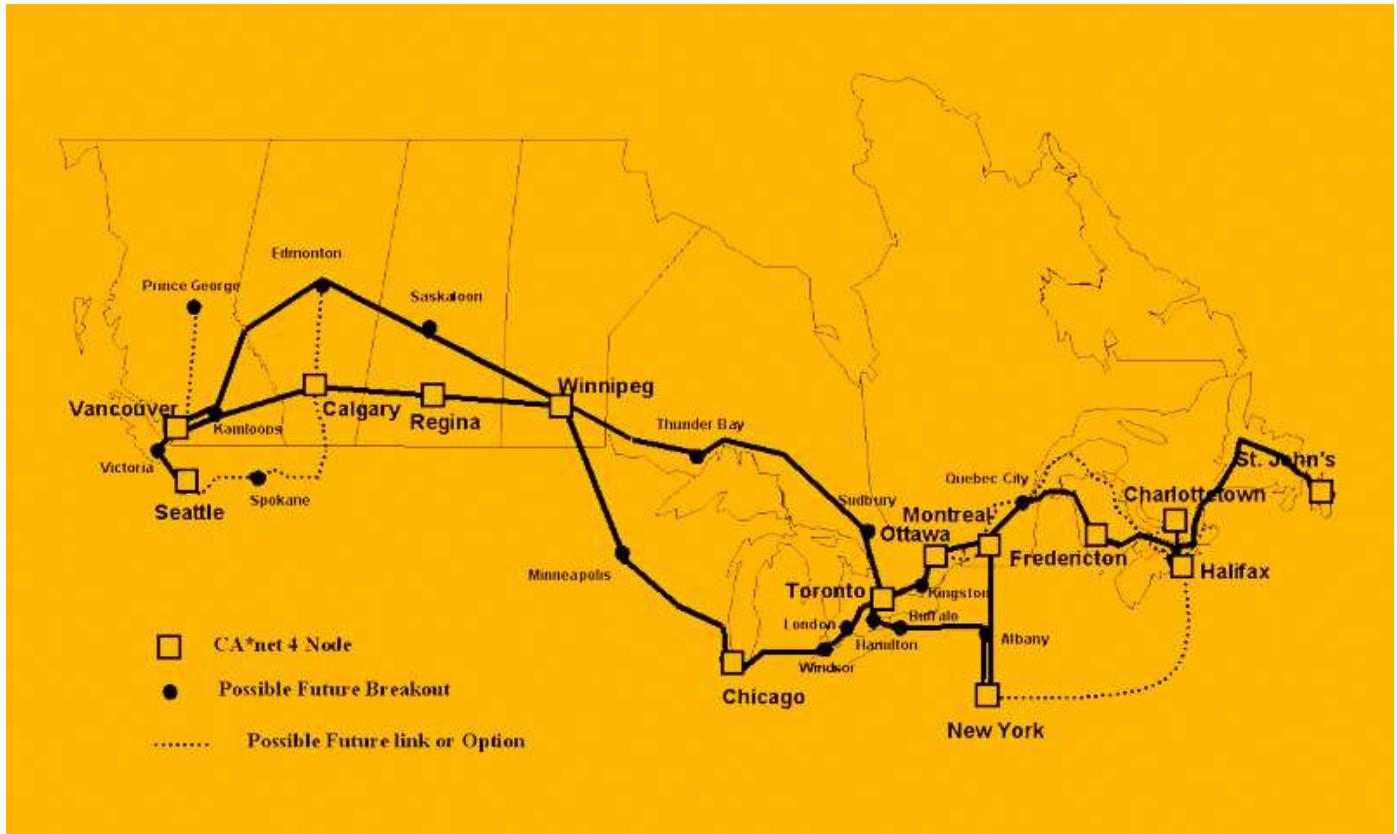 Edmonton
Prince George
Saskatoon
Winnipeg
Vancouver
Calgary
Kamloops
Regina
Thunder Bay
Victoria
Spokane
Seattle
St. John's
Quebec City
Charlottetown
Sudbury
Montreal
Ottawa
Fredericton
Halifax
Minneapolis
Toronto
Kingston
Buffalo
London
Hamilton
Albany
Windsor
Chicago
New York
CA*net 4 Node
Possible Future Breakout
Possible Future link or Option